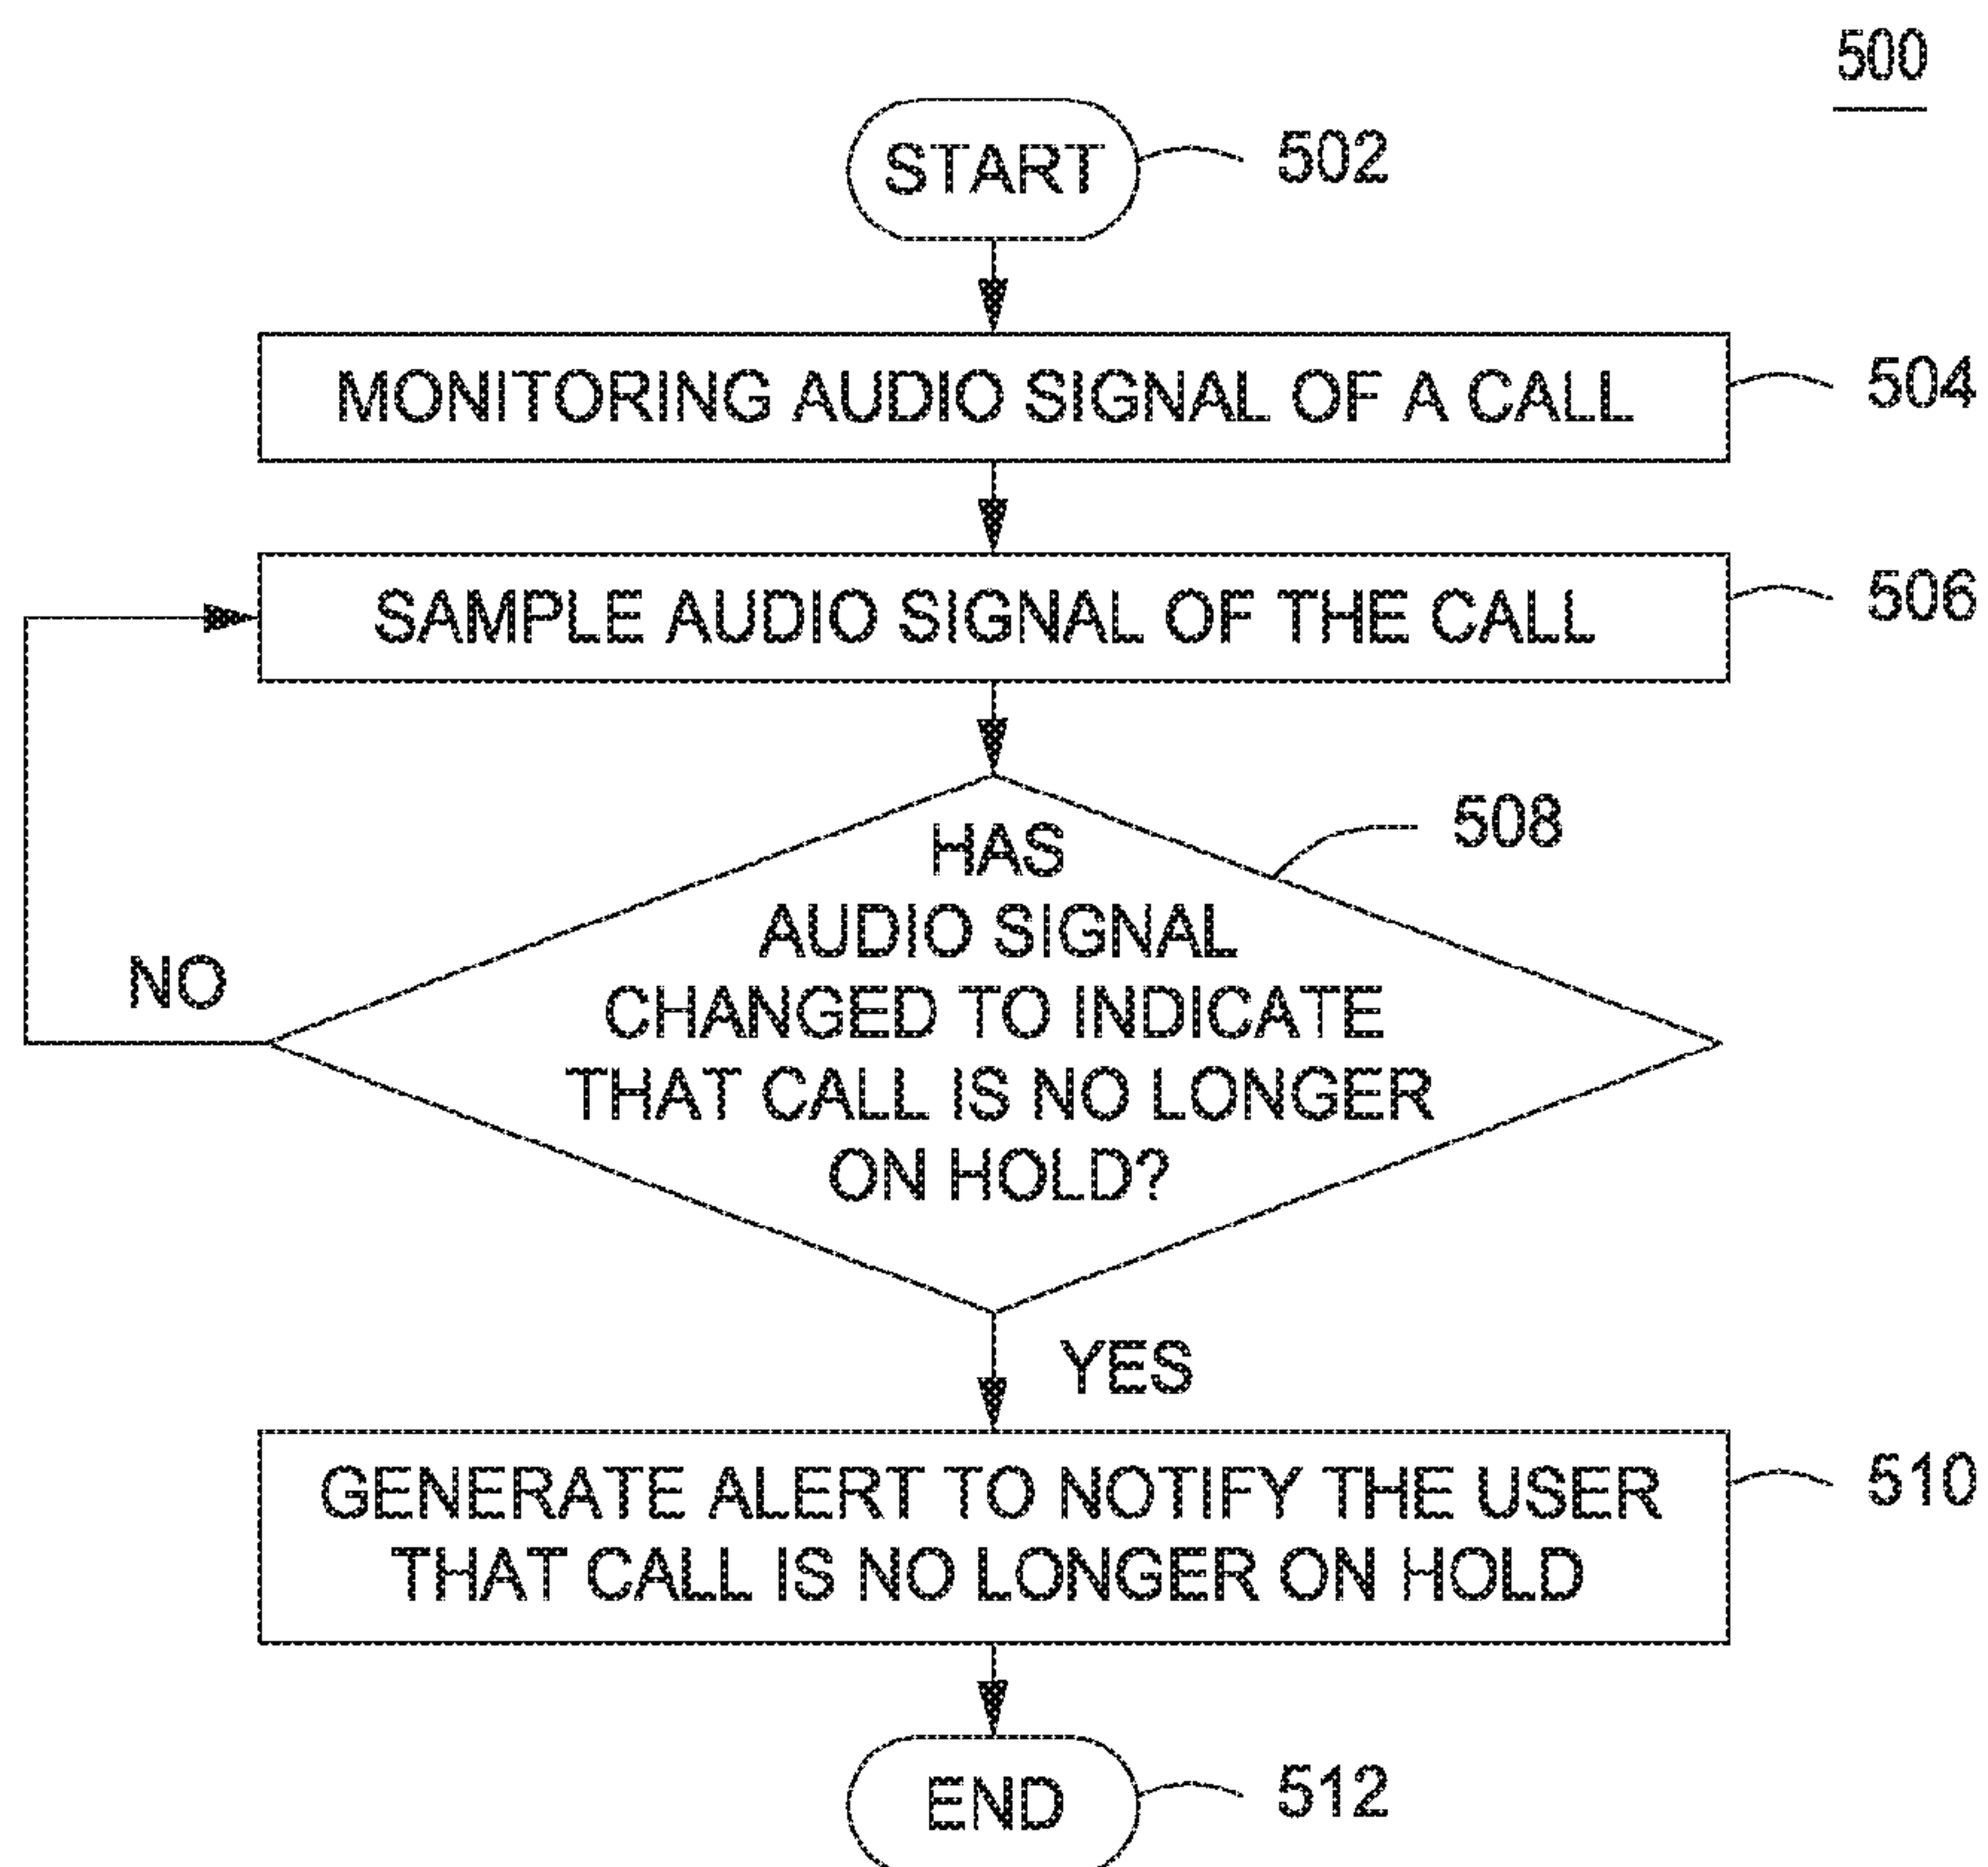 500
START
502
MONITORING AUDIO SIGNAL OF A CALL
504
SAMPLE AUDIO SIGNAL OF THE CALL
506
HAS
AUDIO SIGNAL
CHANGED TO INDICATE
THAT CALL IS NO LONGER
ON HOLD?
508
NO
YES
GENERATE ALERT TO NOTIFY THE USER
THAT CALL IS NO LONGER ON HOLD
510
END
512